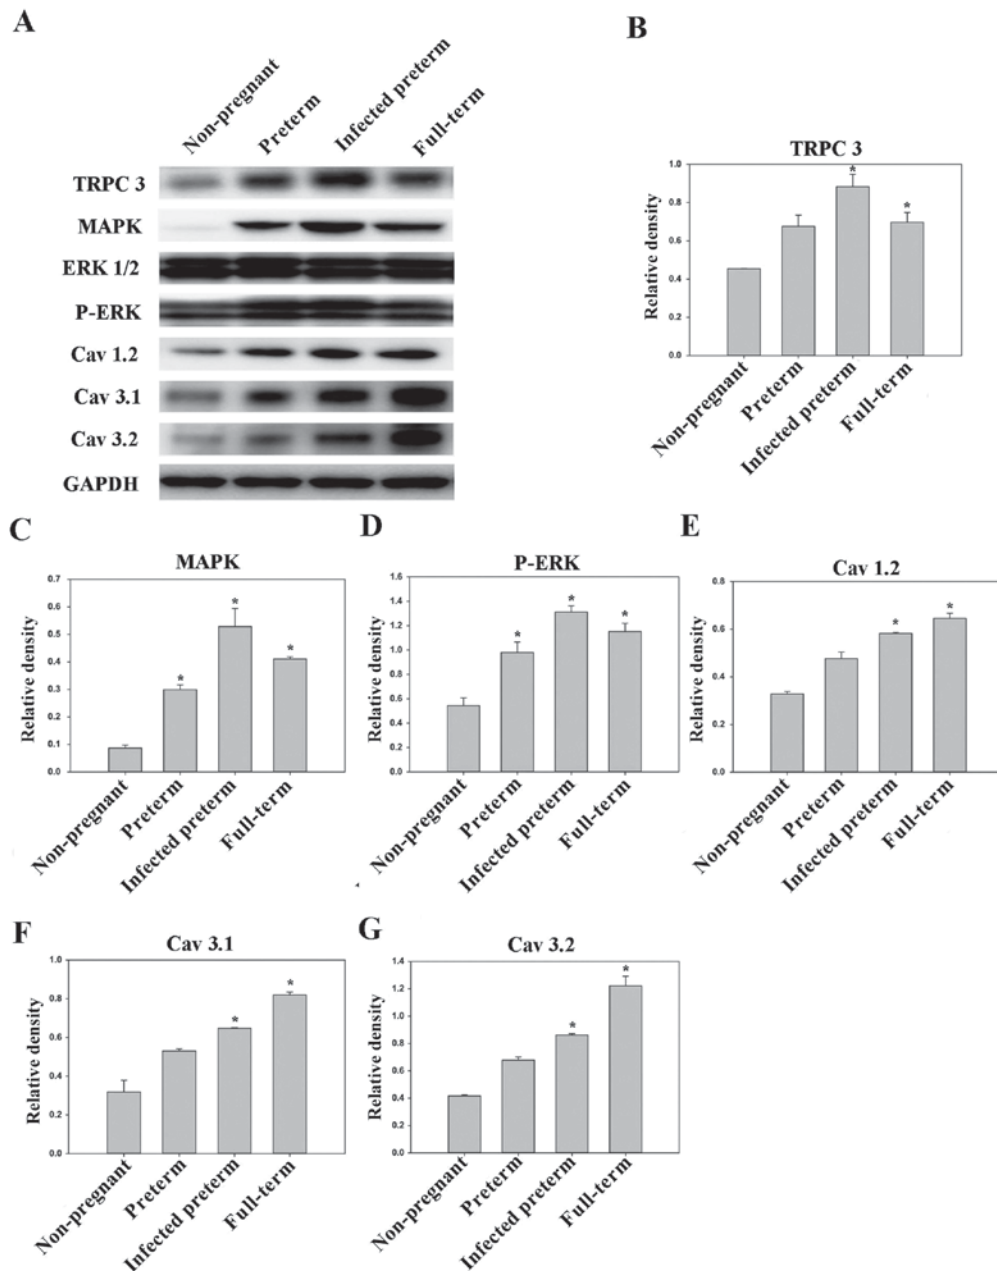 A
Non-pregnant
Preterm
Infected preterm
Full-term
TRPC 3
MAPK
ERK 1/2
P-ERK
Cav 1.2
Cav 3.1
Cav 3.2
GAPDH
B
TRPC 3
Relative density
1.0
0.8
0.6
0.4
0.2
0.0
*
*
Non-pregnant
Preterm
Infected preterm
Full-term
C
MAPK
Relative density
0.7
0.6
0.5
0.4
0.3
0.2
0.1
0.0
*
*
*
Non-pregnant
Preterm
Infected preterm
Full-term
D
P-ERK
Relative density
1.6
1.4
1.2
1.0
0.8
0.6
0.4
0.2
0.0
*
*
*
Non-pregnant
Preterm
Infected preterm
Full-term
E
Cav 1.2
Relative density
0.8
0.6
0.4
0.2
0.0
*
*
Non-pregnant
Preterm
Infected preterm
Full-term
F
Cav 3.1
Relative density
1.0
0.8
0.6
0.4
0.2
0.0
*
*
Non-pregnant
Preterm
Infected preterm
Full-term
G
Cav 3.2
Relative density
1.4
1.2
1.0
0.8
0.6
0.4
0.2
0.0
*
*
Non-pregnant
Preterm
Infected preterm
Full-term